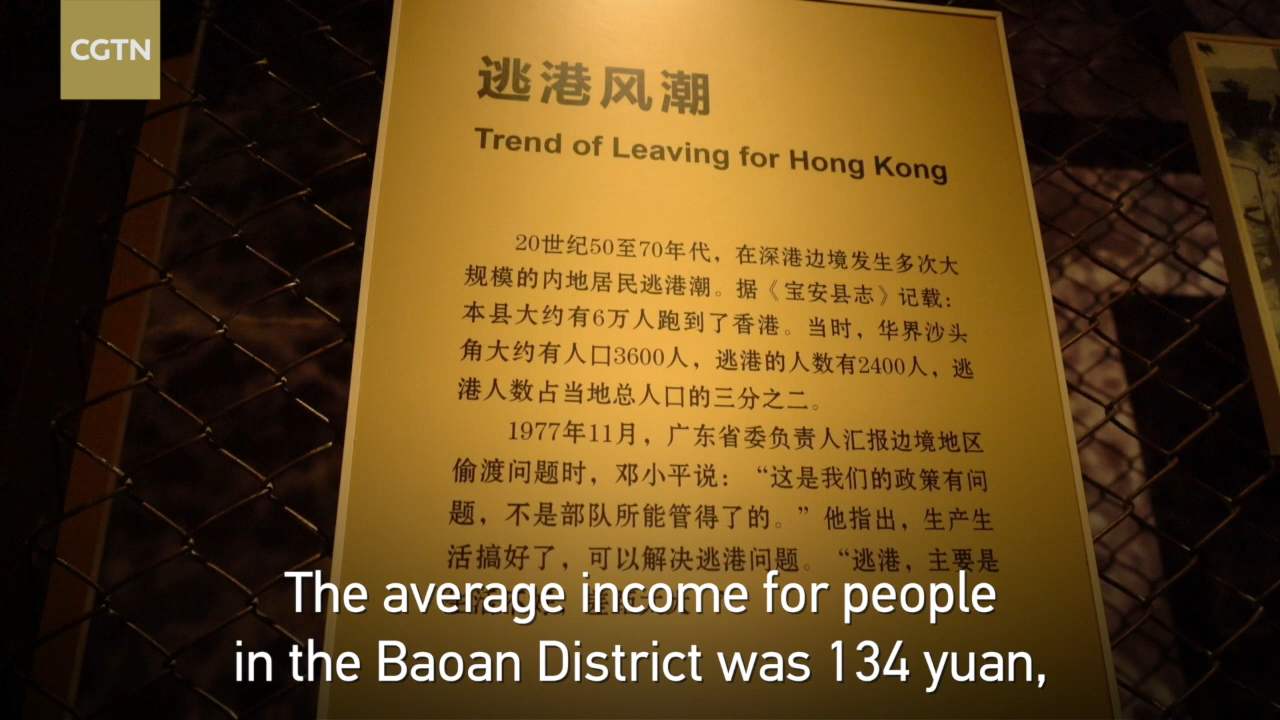 CGTN
逃港风潮
Trend of Leaving for Hong Kong
20世纪50至70年代，在深港边境发生多次大
规模的内地居民逃港潮。据《宝安县志》记载：
本县大约有6万人跑到了香港。当时，华界沙头
角大约有人口3600人，逃港的人数有2400人，逃
港人数占当地总人口的三分之二。
1977年11月，广东省委负责人汇报边境地区
偷渡问题时，邓小平说：“这是我们的政策有问
题，不是部队所能管得了的。”他指出，生产生
活搞好了，可以解决逃港问题。“逃港，主要是
The average income for people
in the Baoan District was 134 yuan,